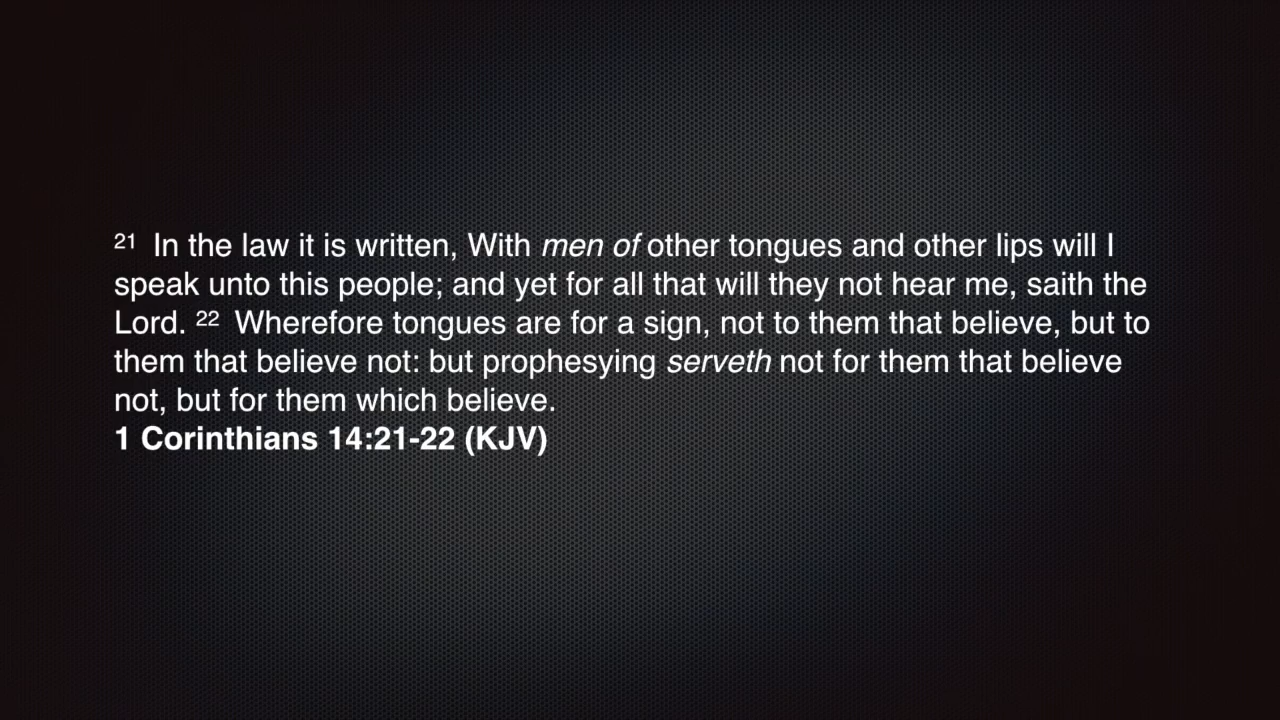 21 In the law it is written, With men of other tongues and other lips will I
speak unto this people; and yet for all that will they not hear me, saith the
Lord. 22 Wherefore tongues are for a sign, not to them that believe, but to
them that believe not: but prophesying serveth not for them that believe
not, but for them which believe.
1 Corinthians 14:21-22 (KJV)